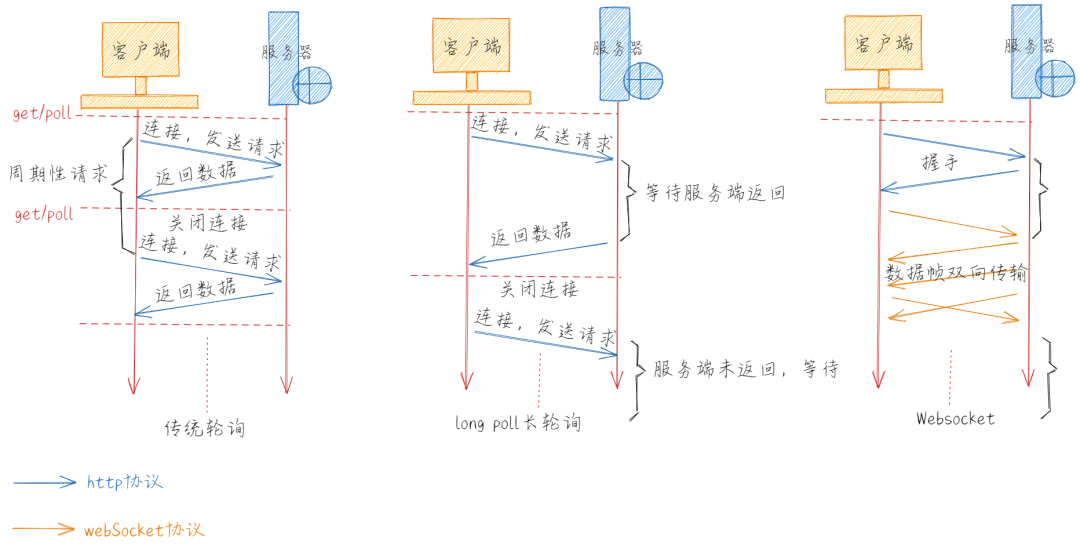 客户端
服务器
get/poll
连接，发送请求
周期性请求
返回数据
get/poll
关闭连接
连接，发送请求
返回数据
传统轮询
客户端
服务器
连接，发送请求
等待服务端返回
返回数据
关闭连接
连接，发送请求
服务端未返回，等待
long poll长轮询
客户端
服务器
握手
数据帧双向传输
Websocket
http协议
webSocket协议